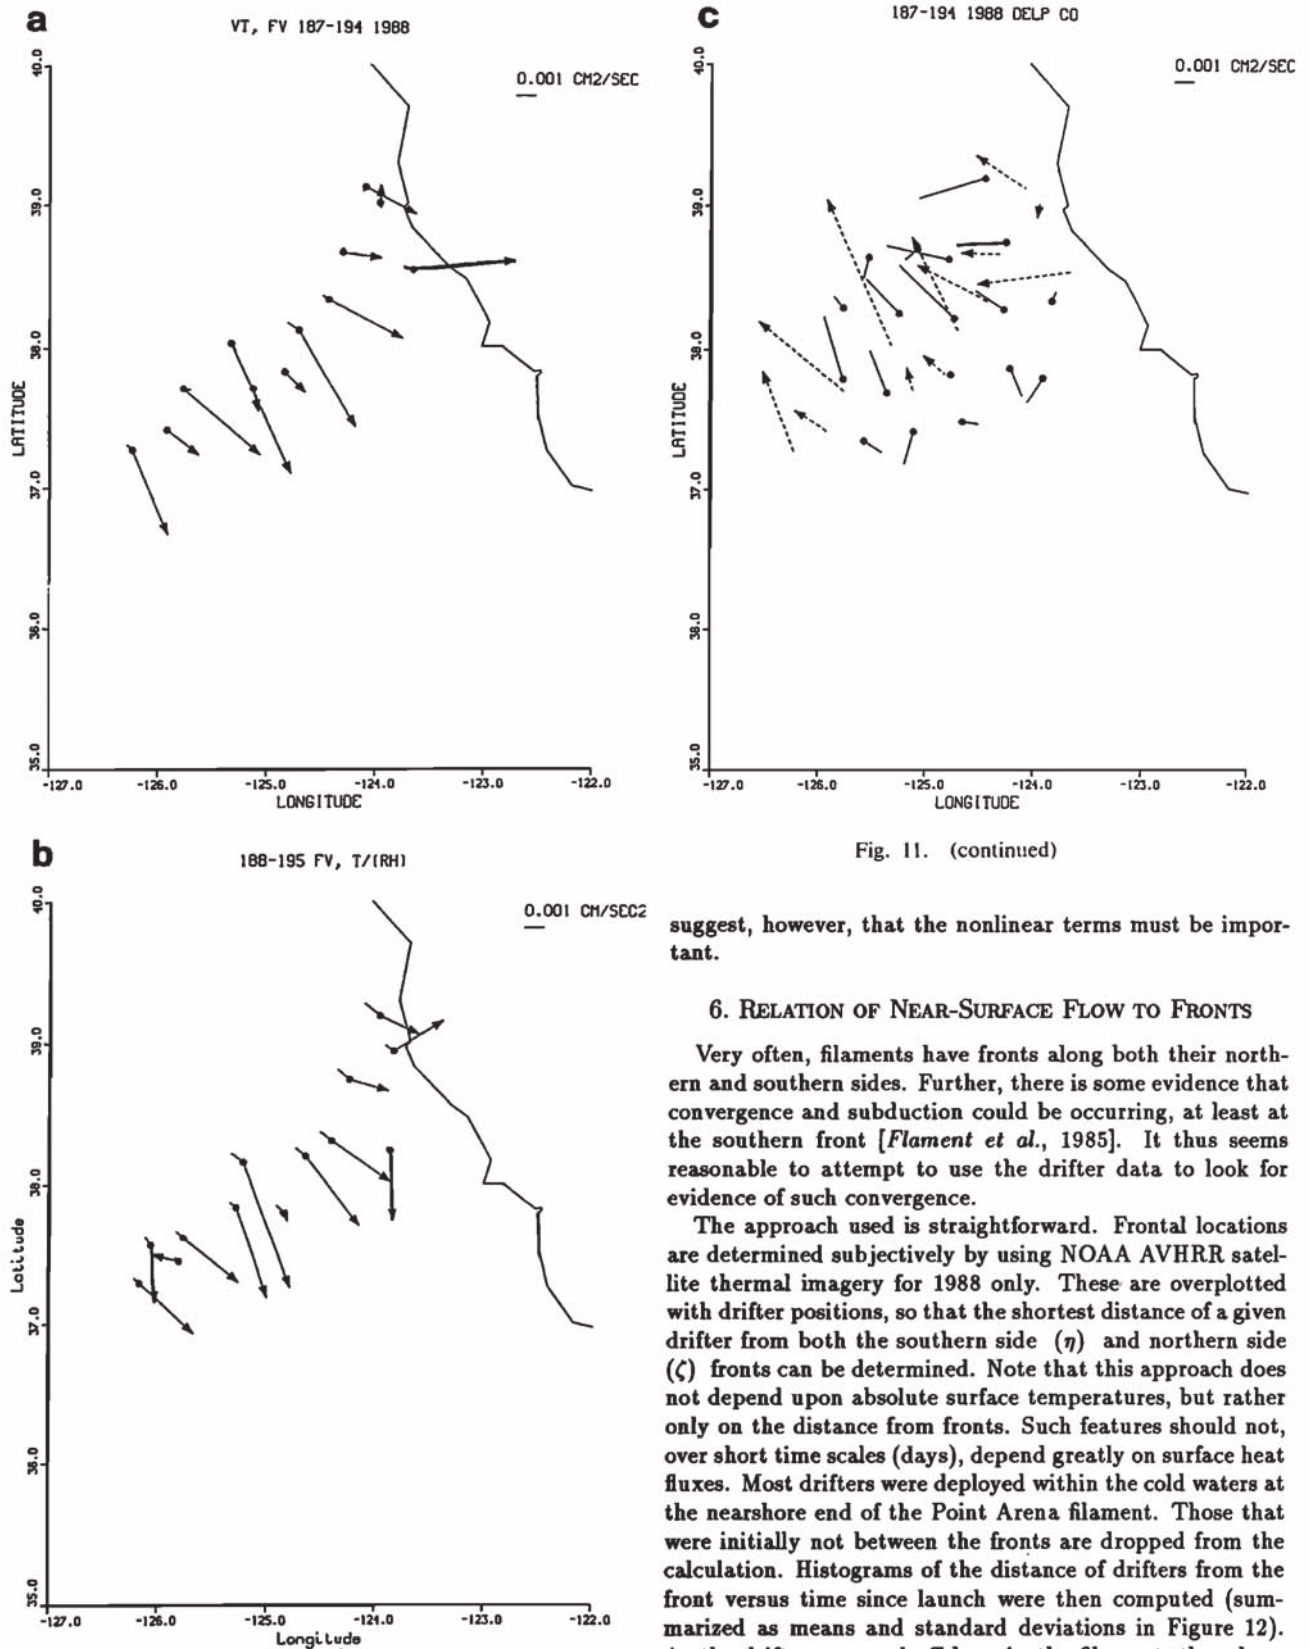 a
VT, FV 187-194 1988
0.001 CM2/SEC
40.0
39.0
38.0
37.0
36.0
35.0
LATITUDE
-127.0 -126.0 -125.0 -124.0 -123.0 -122.0
LONGITUDE
b
188-195 FV, T/(RH)
0.001 CM/SEC2
40.0
39.0
38.0
37.0
36.0
35.0
Latitude
-127.0 -126.0 -125.0 -124.0 -123.0 -122.0
Longitude
c
187-194 1988 DELP CO
0.001 CM2/SEC
40.0
39.0
38.0
37.0
36.0
35.0
LATITUDE
-127.0 -126.0 -125.0 -124.0 -123.0 -122.0
LONGITUDE
Fig. 11. (continued)
suggest, however, that the nonlinear terms must be impor-
tant.
6. RELATION OF NEAR-SURFACE FLOW TO FRONTS
Very often, filaments have fronts along both their north-
ern and southern sides. Further, there is some evidence that
convergence and subduction could be occurring, at least at
the southern front [Flament et al., 1985]. It thus seems
reasonable to attempt to use the drifter data to look for
evidence of such convergence.
The approach used is straightforward. Frontal locations
are determined subjectively by using NOAA AVHRR satel-
lite thermal imagery for 1988 only. These are overplotted
with drifter positions, so that the shortest distance of a given
drifter from both the southern side (η) and northern side
(ζ) fronts can be determined. Note that this approach does
not depend upon absolute surface temperatures, but rather
only on the distance from fronts. Such features should not,
over short time scales (days), depend greatly on surface heat
fluxes. Most drifters were deployed within the cold waters at
the nearshore end of the Point Arena filament. Those that
were initially not between the fronts are dropped from the
calculation. Histograms of the distance of drifters from the
front versus time since launch were then computed (sum-
marized as means and standard deviations in Figure 12).